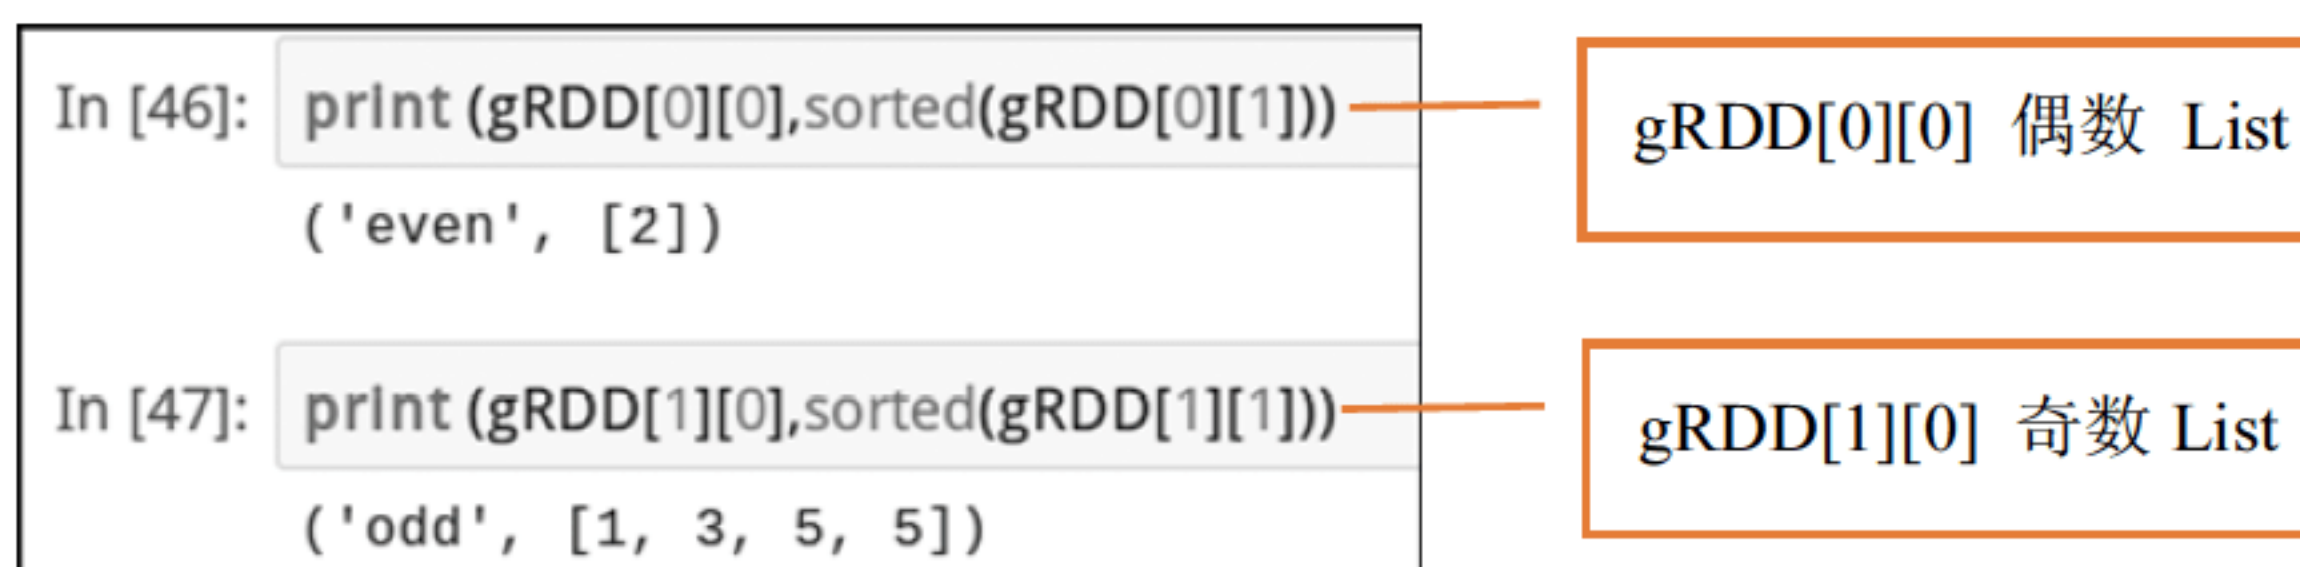 In [46]: print (gRDD[0][0],sorted(gRDD[0][1]))
gRDD[0][0] 偶数 List
('even', [2])
In [47]: print (gRDD[1][0],sorted(gRDD[1][1]))
gRDD[1][0] 奇数 List
('odd', [1, 3, 5, 5])